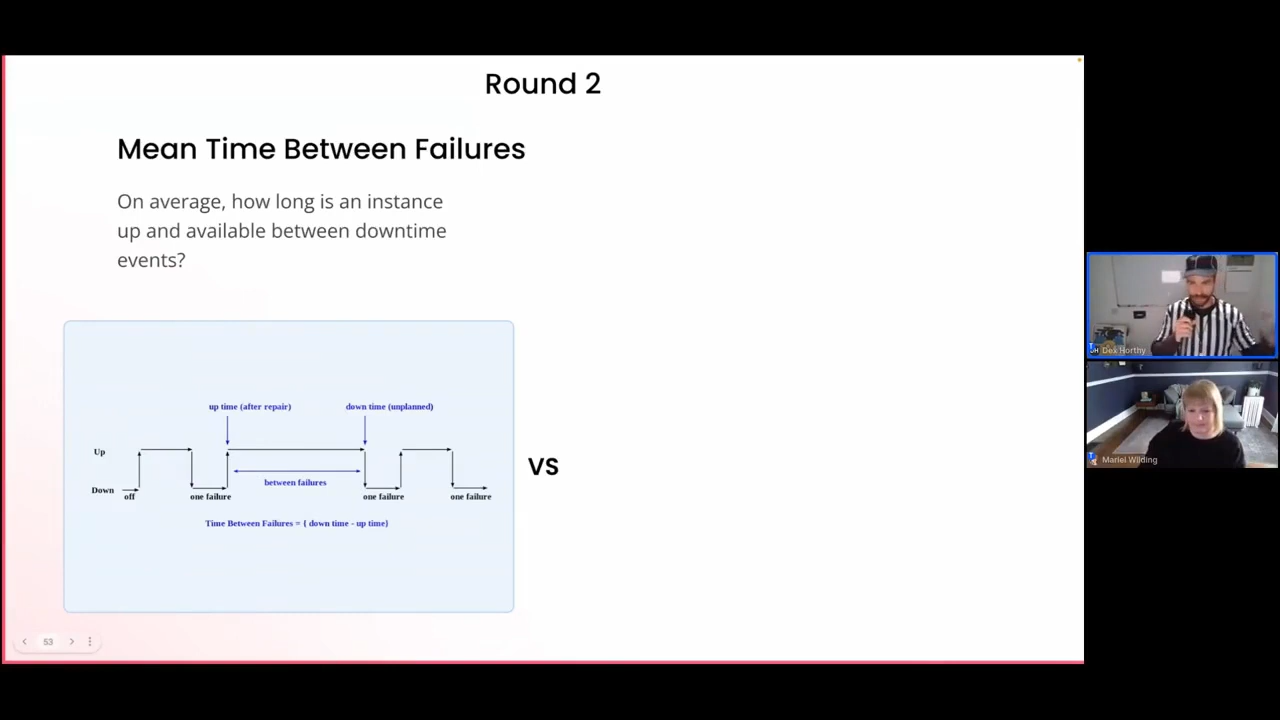 Round 2
Mean Time Between Failures
On average, how long is an instance
up and available between downtime
events?
up time (after repair)
down time (unplanned)
Up
between failures
Down
off
one failure
one failure
one failure
Time Between Failures = { down time - up time}
vs
53
Dex Horthy
Mariel Wilding